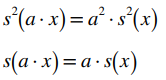 s²(a · x) = a² · s²(x)
s(a · x) = a · s(x)